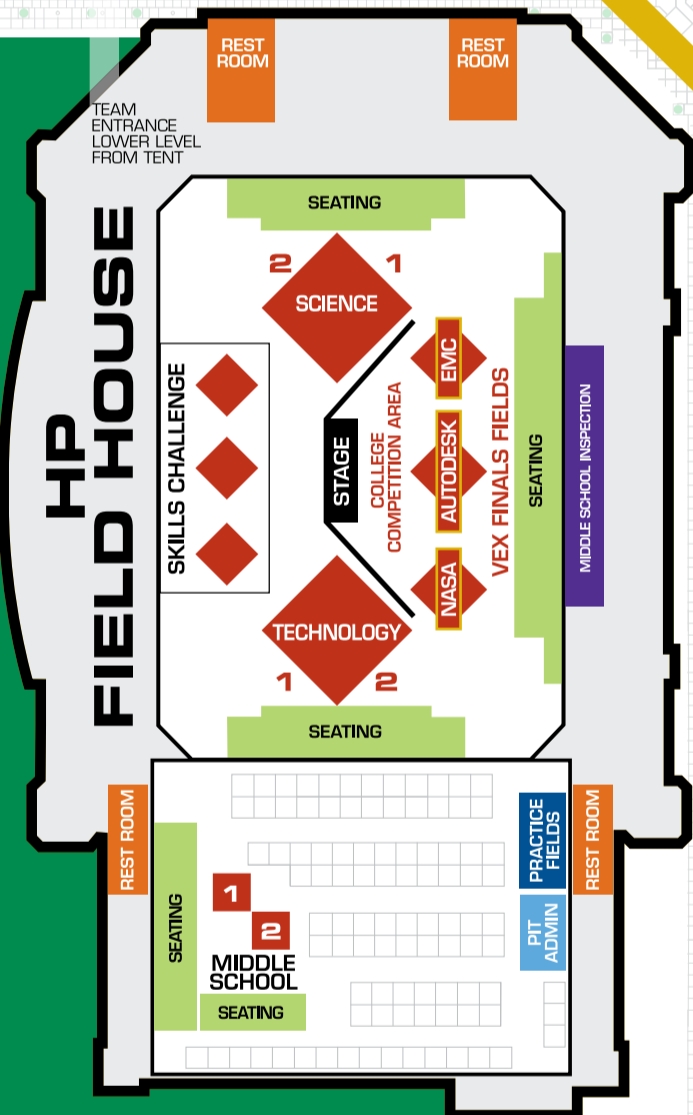 REST
ROOM
REST
ROOM
TEAM
ENTRANCE
LOWER LEVEL
FROM TENT
HP
FIELD HOUSE
SEATING
2
1
SCIENCE
SKILLS CHALLENGE
STAGE
COLLEGE
COMPETITION AREA
EMC
AUTODESK
NASA
VEX FINALS FIELDS
SEATING
MIDDLE SCHOOL INSPECTION
TECHNOLOGY
1
2
SEATING
REST ROOM
SEATING
1
2
MIDDLE
SCHOOL
SEATING
PRACTICE
FIELDS
PIT
ADMIN
REST ROOM